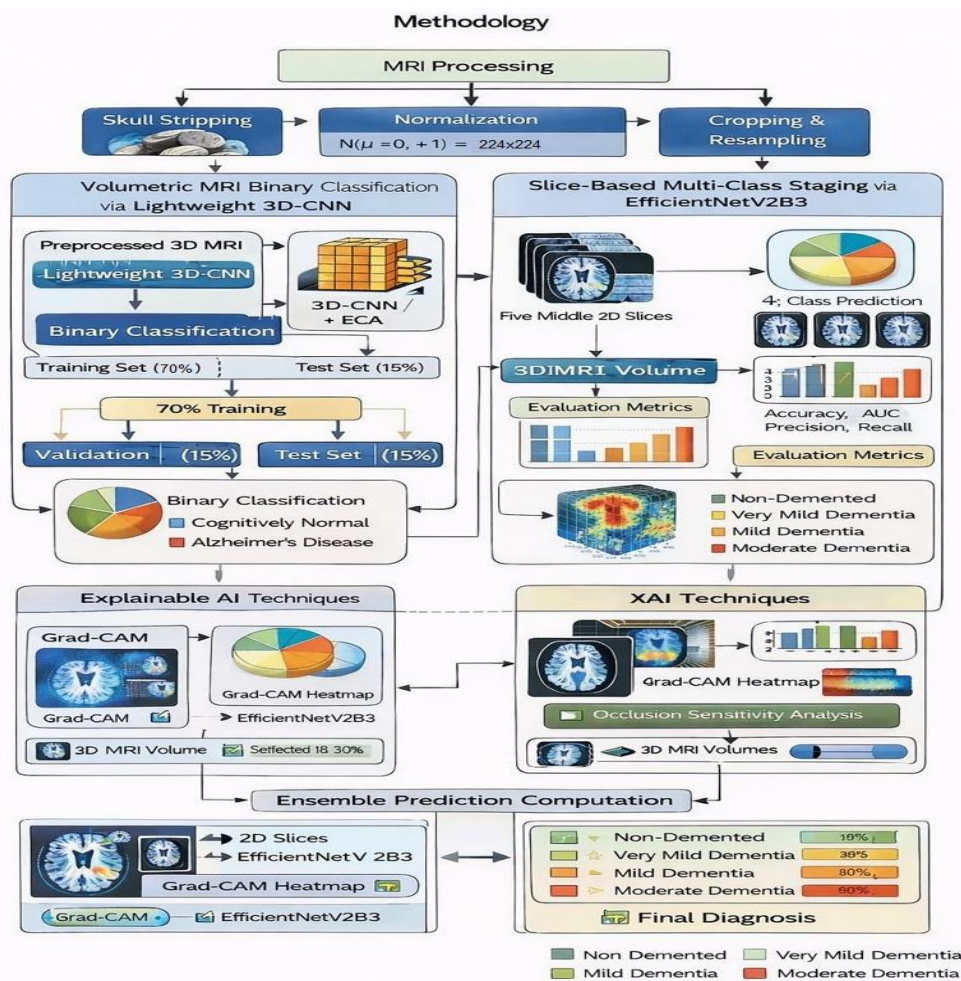 Methodology
MRI Processing
Skull Stripping
Normalization
N(μ = 0, + 1) = 224x224
Cropping &
Resampling
Volumetric MRI Binary Classification
via Lightweight 3D-CNN
Preprocessed 3D MRI
-Lightweight 3D-CNN
Binary Classification
3D-CNN /
+ ECA
Training Set (70%)
Test Set (15%)
70% Training
Validation (15%)
Test Set (15%)
Binary Classification
Cognitively Normal
Alzheimer's Disease
Slice-Based Multi-Class Staging via
EfficientNetV2B3
Five Middle 2D Slices
4; Class Prediction
3DIMRI Volume
Evaluation Metrics
Accuracy, AUC
Precision, Recall
Evaluation Metrics
Non-Demented
Very Mild Dementia
Mild Dementia
Moderate Dementia
Explainable AI Techniques
Grad-CAM
Grad-CAM Heatmap
Grad-CAM
EfficientNetV2B3
3D MRI Volume
18 30%
XAI Techniques
Grad-CAM Heatmap
Occlusion Sensitivity Analysis
3D MRI Volumes
Ensemble Prediction Computation
2D Slices
EfficientNetV 2B3
Grad-CAM Heatmap
Grad-CAM
EfficientNetV2B3
Non-Demented
Very Mild Dementia
Mild Dementia 80%
Moderate Dementia
Final Diagnosis
Non Demented
Very Mild Dementia
Mild Dementia
Moderate Dementia